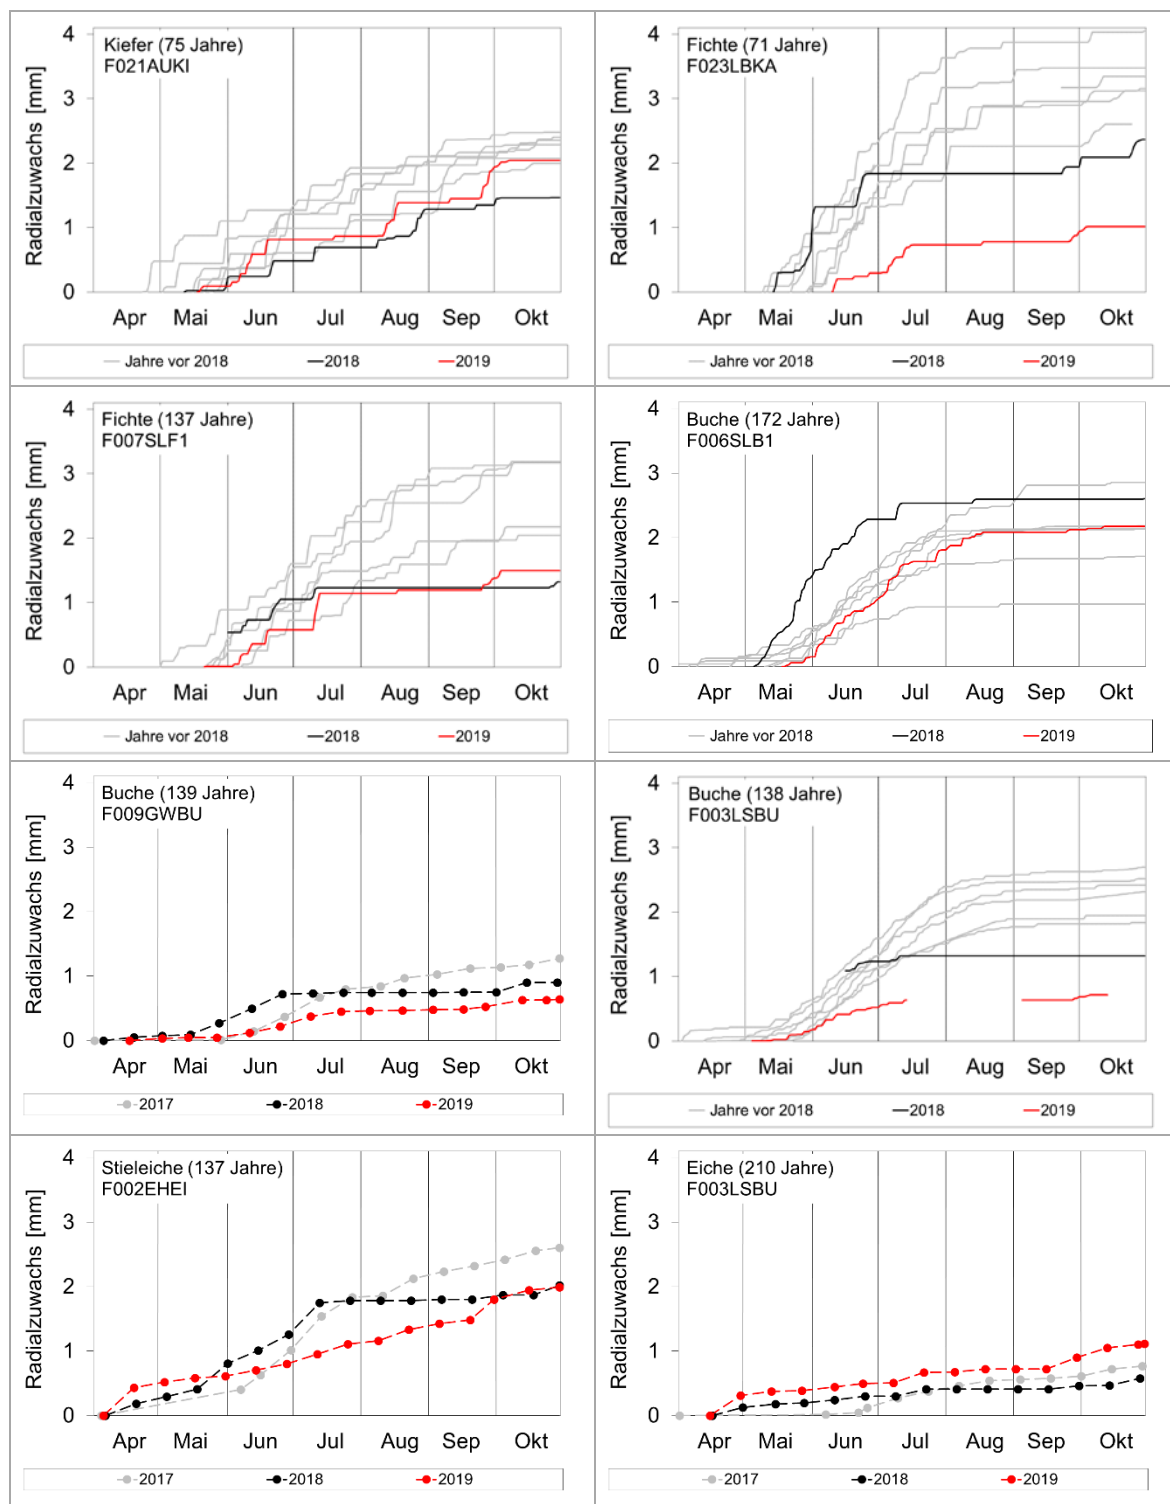 Kiefer (75 Jahre)
F021AUKI
Radialzuwachs [mm]
4
3
2
1
0
Apr Mai Jun Jul Aug Sep Okt
Jahre vor 2018 2018 2019
Fichte (71 Jahre)
F023LBKA
Radialzuwachs [mm]
4
3
2
1
0
Apr Mai Jun Jul Aug Sep Okt
Jahre vor 2018 2018 2019
Fichte (137 Jahre)
F007SLF1
Radialzuwachs [mm]
4
3
2
1
0
Apr Mai Jun Jul Aug Sep Okt
Jahre vor 2018 2018 2019
Buche (172 Jahre)
F006SLB1
Radialzuwachs [mm]
4
3
2
1
0
Apr Mai Jun Jul Aug Sep Okt
Jahre vor 2018 2018 2019
Buche (139 Jahre)
F009GWBU
Radialzuwachs [mm]
4
3
2
1
0
Apr Mai Jun Jul Aug Sep Okt
2017 2018 2019
Buche (138 Jahre)
F003LSBU
Radialzuwachs [mm]
4
3
2
1
0
Apr Mai Jun Jul Aug Sep Okt
Jahre vor 2018 2018 2019
Stieleiche (137 Jahre)
F002EHEI
Radialzuwachs [mm]
4
3
2
1
0
Apr Mai Jun Jul Aug Sep Okt
2017 2018 2019
Eiche (210 Jahre)
F003LSBU
Radialzuwachs [mm]
4
3
2
1
0
Apr Mai Jun Jul Aug Sep Okt
2017 2018 2019